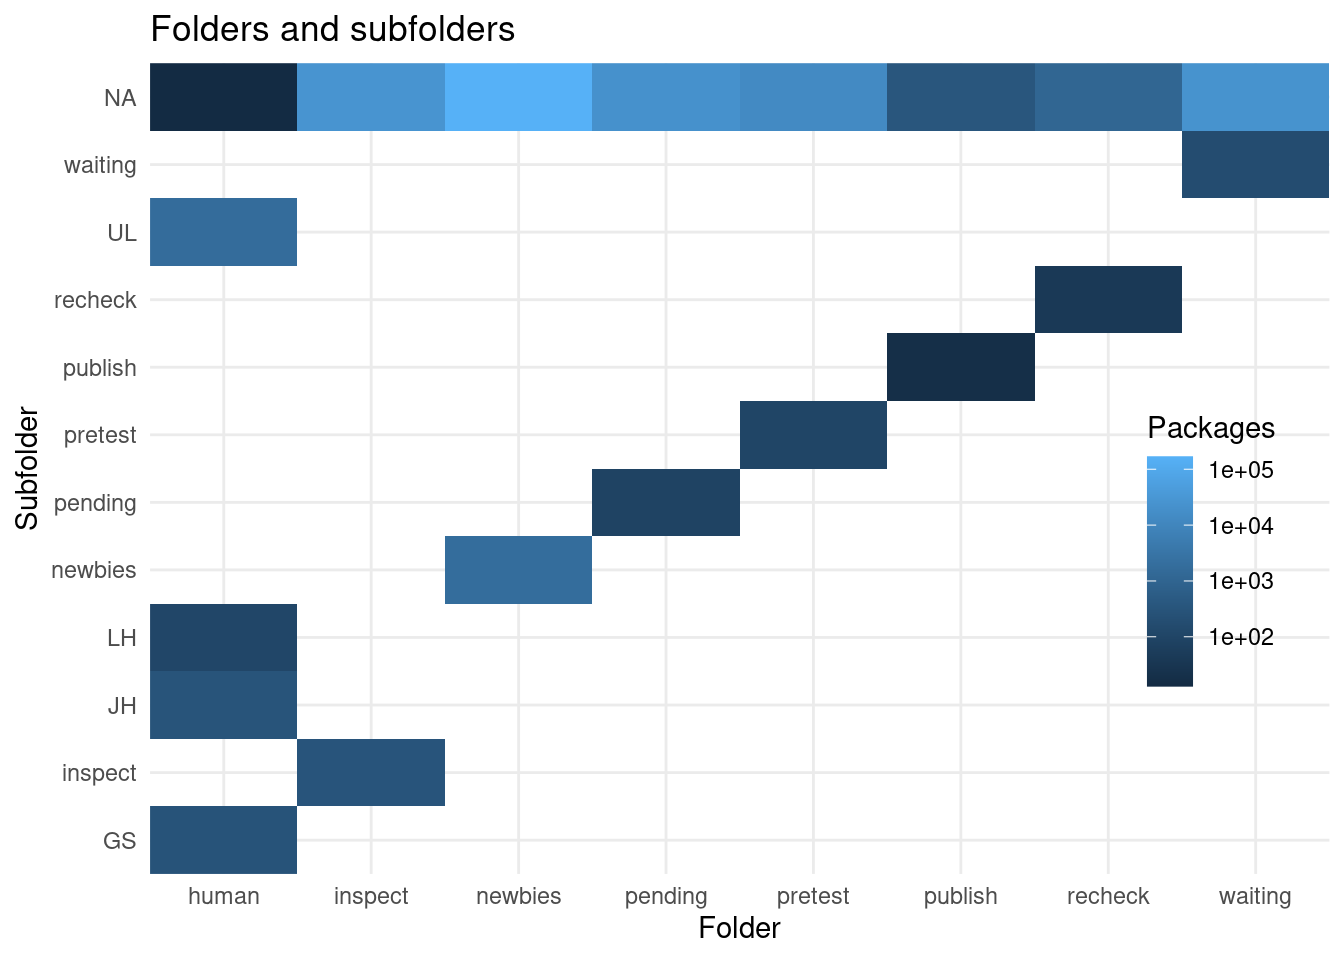 Folders and subfolders
NA
waiting
UL
recheck
publish
pretest
pending
newbies
LH
JH
inspect
GS
Subfolder
Packages
1e+05
1e+04
1e+03
1e+02
human inspect newbies pending pretest publish recheck waiting
Folder